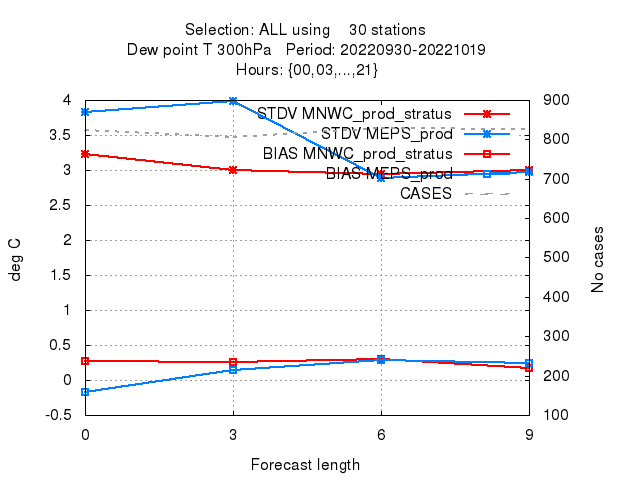 Selection: ALL using    30 stations
Dew point T 300hPa   Period: 20220930-20221019
Hours: {00,03,...,21}
4
3.5
3
2.5
2
1.5
1
0.5
0
-0.5
deg C
STDV MNWC_prod_stratus
STDV MEPS_prod
BIAS MNWC_prod_stratus
BIAS MEPS_prod
CASES
900
800
700
600
500
400
300
200
100
No cases
0 3 6 9
Forecast length